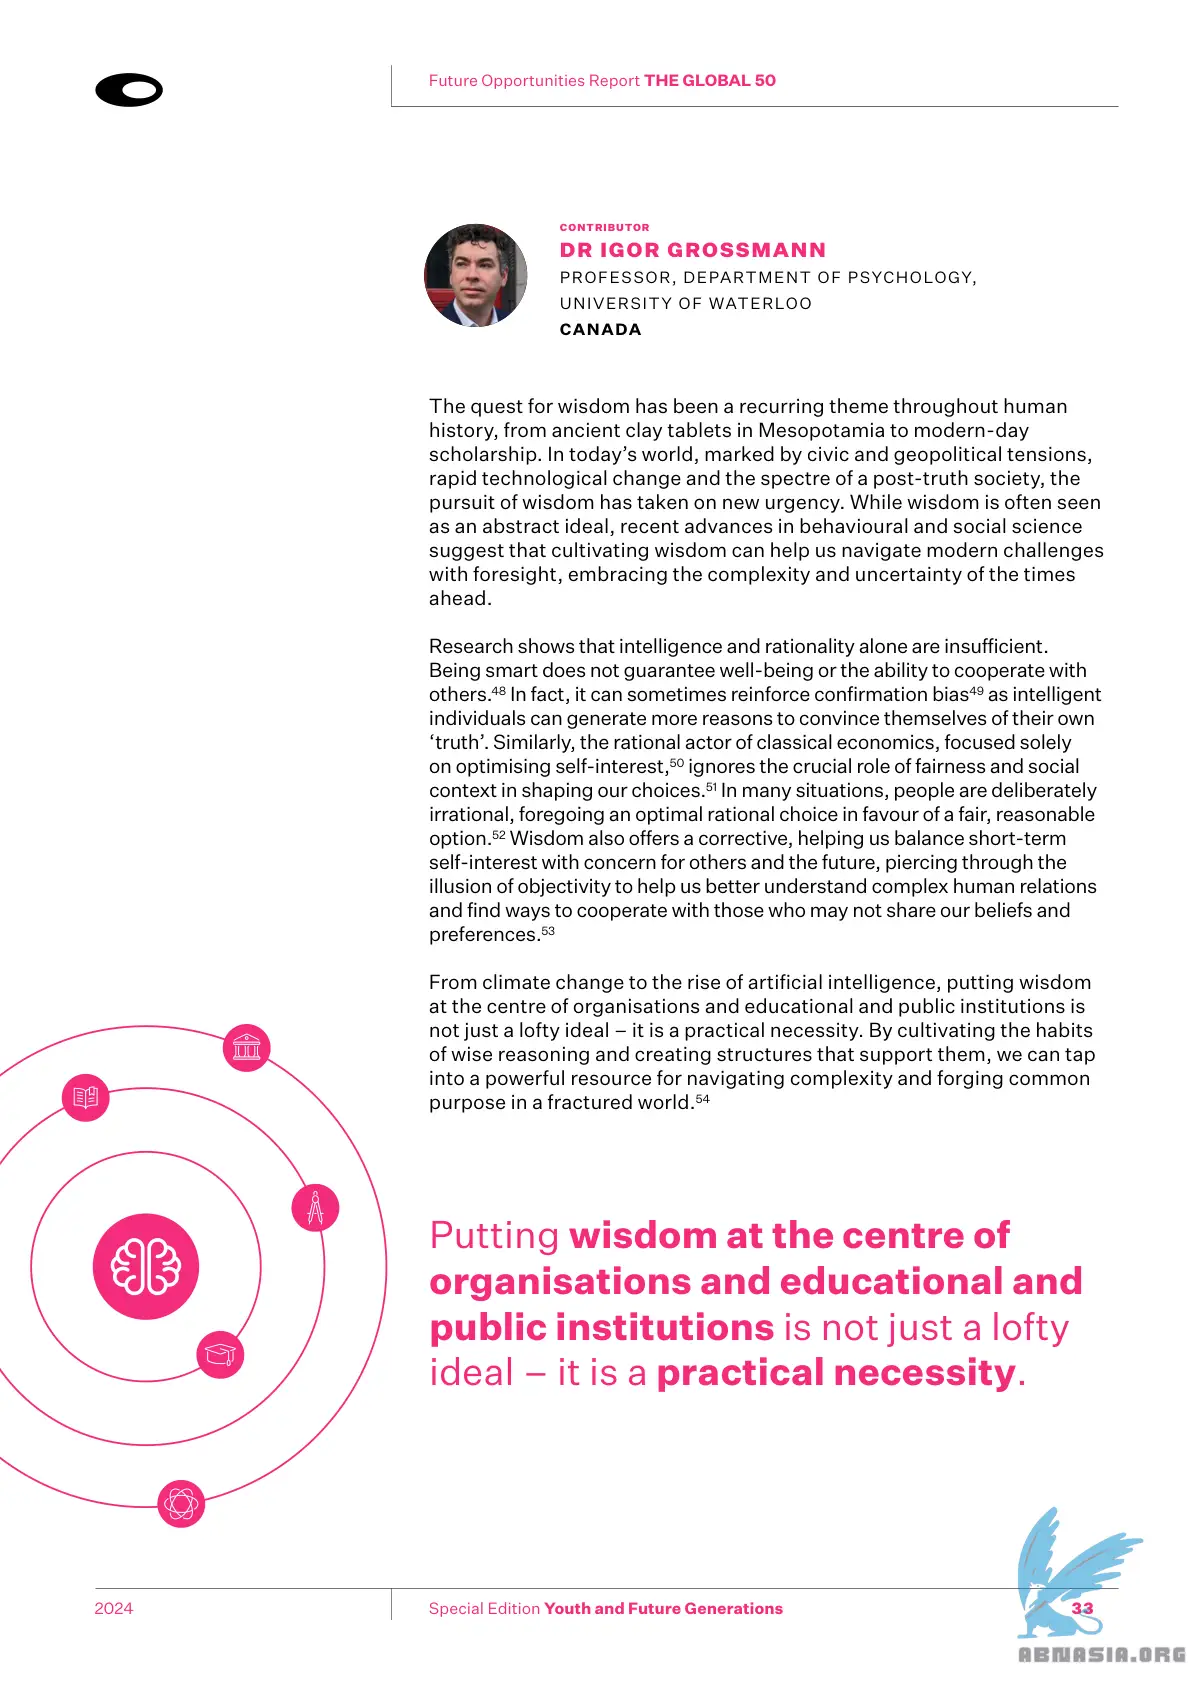 Future Opportunities Report THE GLOBAL 50
CONTRIBUTOR
DR IGOR GROSSMANN
PROFESSOR, DEPARTMENT OF PSYCHOLOGY,
UNIVERSITY OF WATERLOO
CANADA
The quest for wisdom has been a recurring theme throughout human
history, from ancient clay tablets in Mesopotamia to modern-day
scholarship. In today’s world, marked by civic and geopolitical tensions,
rapid technological change and the spectre of a post-truth society, the
pursuit of wisdom has taken on new urgency. While wisdom is often seen
as an abstract ideal, recent advances in behavioural and social science
suggest that cultivating wisdom can help us navigate modern challenges
with foresight, embracing the complexity and uncertainty of the times
ahead.
Research shows that intelligence and rationality alone are insufficient.
Being smart does not guarantee well-being or the ability to cooperate with
others.48 In fact, it can sometimes reinforce confirmation bias49 as intelligent
individuals can generate more reasons to convince themselves of their own
‘truth’. Similarly, the rational actor of classical economics, focused solely
on optimising self-interest,50 ignores the crucial role of fairness and social
context in shaping our choices.51 In many situations, people are deliberately
irrational, foregoing an optimal rational choice in favour of a fair, reasonable
option.52 Wisdom also offers a corrective, helping us balance short-term
self-interest with concern for others and the future, piercing through the
illusion of objectivity to help us better understand complex human relations
and find ways to cooperate with those who may not share our beliefs and
preferences.53
From climate change to the rise of artificial intelligence, putting wisdom
at the centre of organisations and educational and public institutions is
not just a lofty ideal – it is a practical necessity. By cultivating the habits
of wise reasoning and creating structures that support them, we can tap
into a powerful resource for navigating complexity and forging common
purpose in a fractured world.54
Putting wisdom at the centre of
organisations and educational and
public institutions is not just a lofty
ideal – it is a practical necessity.
2024
Special Edition Youth and Future Generations
33
ABNASIA.ORG